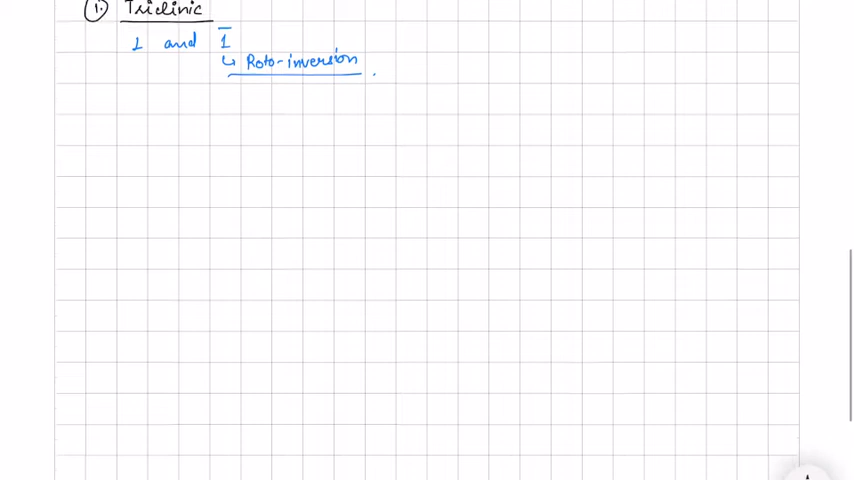 ① Triclinic
1 and 1̅
↳ Roto-inversion.